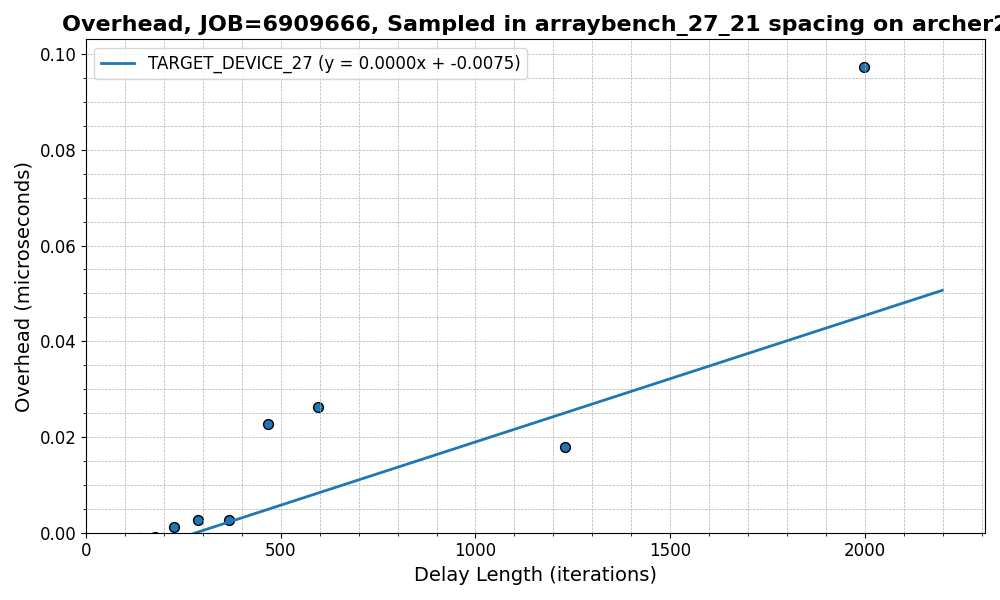 Overhead, JOB=6909666, Sampled in arraybench_27_21 spacing on archer2
TARGET_DEVICE_27 (y = 0.0000x + -0.0075)
Overhead (microseconds)
0.10
0.08
0.06
0.04
0.02
0.00
0 500 1000 1500 2000
Delay Length (iterations)